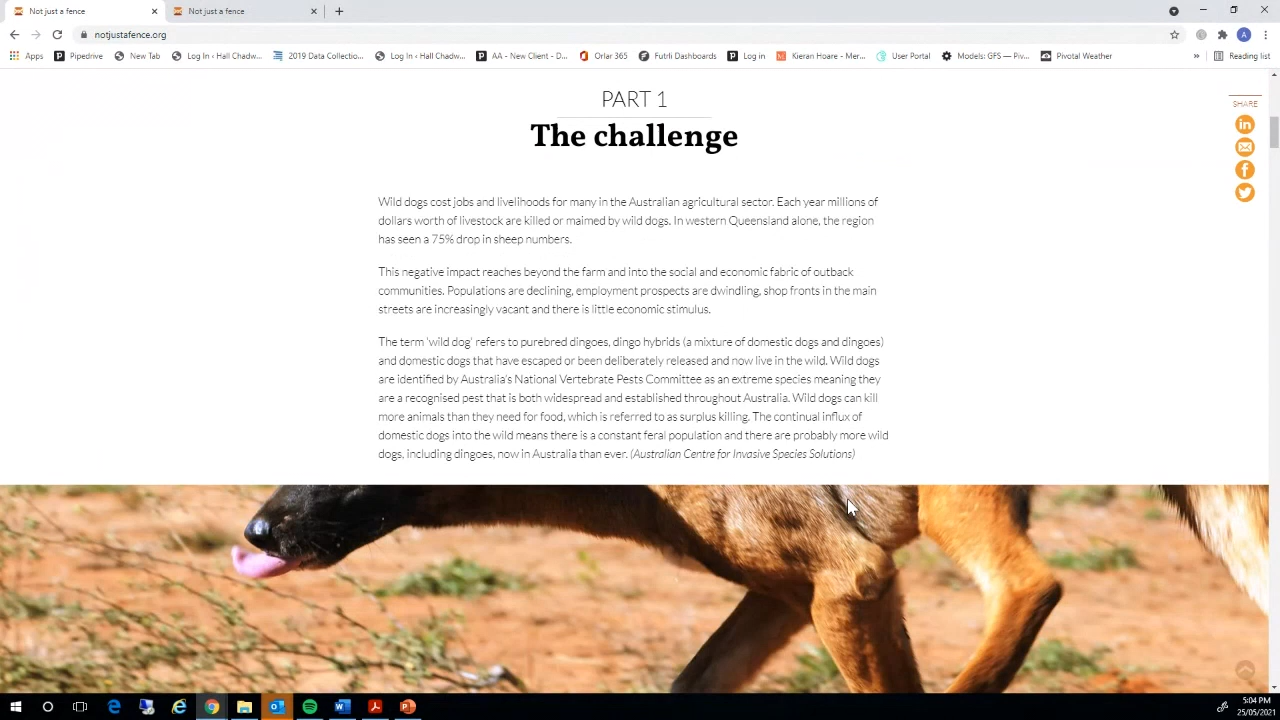 Not just a fence
Not just a fence
notjustafence.org
Apps
Pipedrive
New Tab
Log In ‹ Hall Chadw...
2019 Data Collectio...
Log In ‹ Hall Chadw...
AA - New Client - D...
Orlar 365
Futrli Dashboards
Log in
Kieran Hoare - Mer...
User Portal
Models: GFS — Piv...
Pivotal Weather
»
Reading list
A
PART 1
The challenge
SHARE
Wild dogs cost jobs and livelihoods for many in the Australian agricultural sector. Each year millions of
dollars worth of livestock are killed or maimed by wild dogs. In western Queensland alone, the region
has seen a 75% drop in sheep numbers.
This negative impact reaches beyond the farm and into the social and economic fabric of outback
communities. Populations are declining, employment prospects are dwindling, shop fronts in the main
streets are increasingly vacant and there is little economic stimulus.
The term 'wild dog' refers to purebred dingoes, dingo hybrids (a mixture of domestic dogs and dingoes)
and domestic dogs that have escaped or been deliberately released and now live in the wild. Wild dogs
are identified by Australia's National Vertebrate Pests Committee as an extreme species meaning they
are a recognised pest that is both widespread and established throughout Australia. Wild dogs can kill
more animals than they need for food, which is referred to as surplus killing. The continual influx of
domestic dogs into the wild means there is a constant feral population and there are probably more wild
dogs, including dingoes, now in Australia than ever. (Australian Centre for Invasive Species Solutions)
5:04 PM
25/05/2021